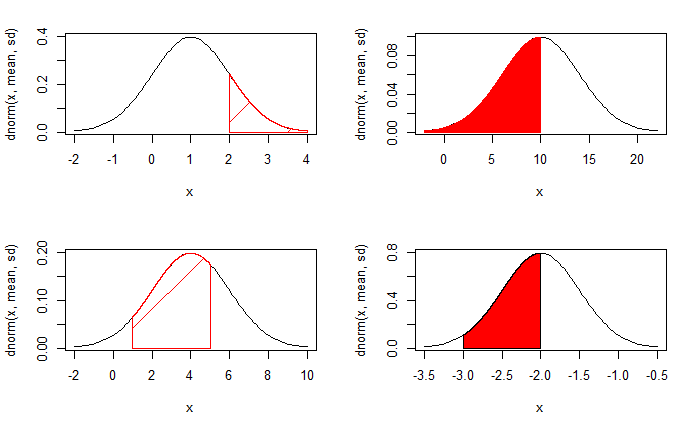 dnorm(x, mean, sd)
0.0 0.2 0.4
-2 -1 0 1 2 3 4
x
dnorm(x, mean, sd)
0.00 0.04 0.08
0 5 10 15 20
x
dnorm(x, mean, sd)
0.00 0.10 0.20
-2 0 2 4 6 8 10
x
dnorm(x, mean, sd)
0.0 0.4 0.8
-3.5 -3.0 -2.5 -2.0 -1.5 -1.0 -0.5
x